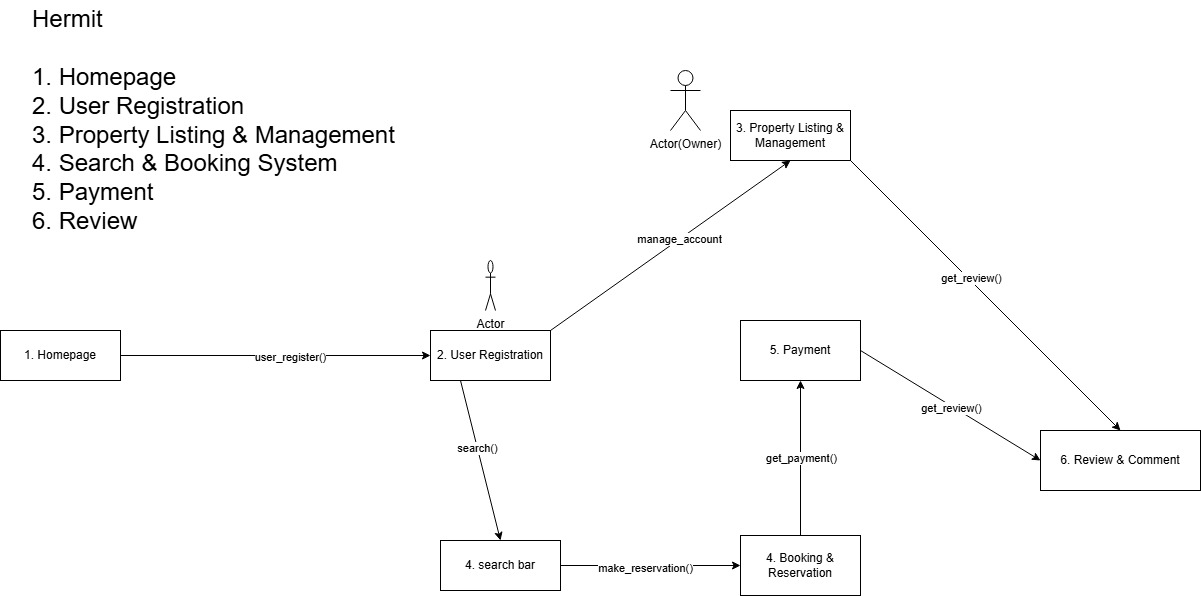 Hermit
1. Homepage
2. User Registration
3. Property Listing & Management
4. Search & Booking System
5. Payment
6. Review
Actor(Owner)
3. Property Listing &
Management
manage_account
get_review()
Actor
1. Homepage
user_register()
2. User Registration
5. Payment
get_review()
search()
get_payment()
6. Review & Comment
4. search bar
make_reservation()
4. Booking &
Reservation